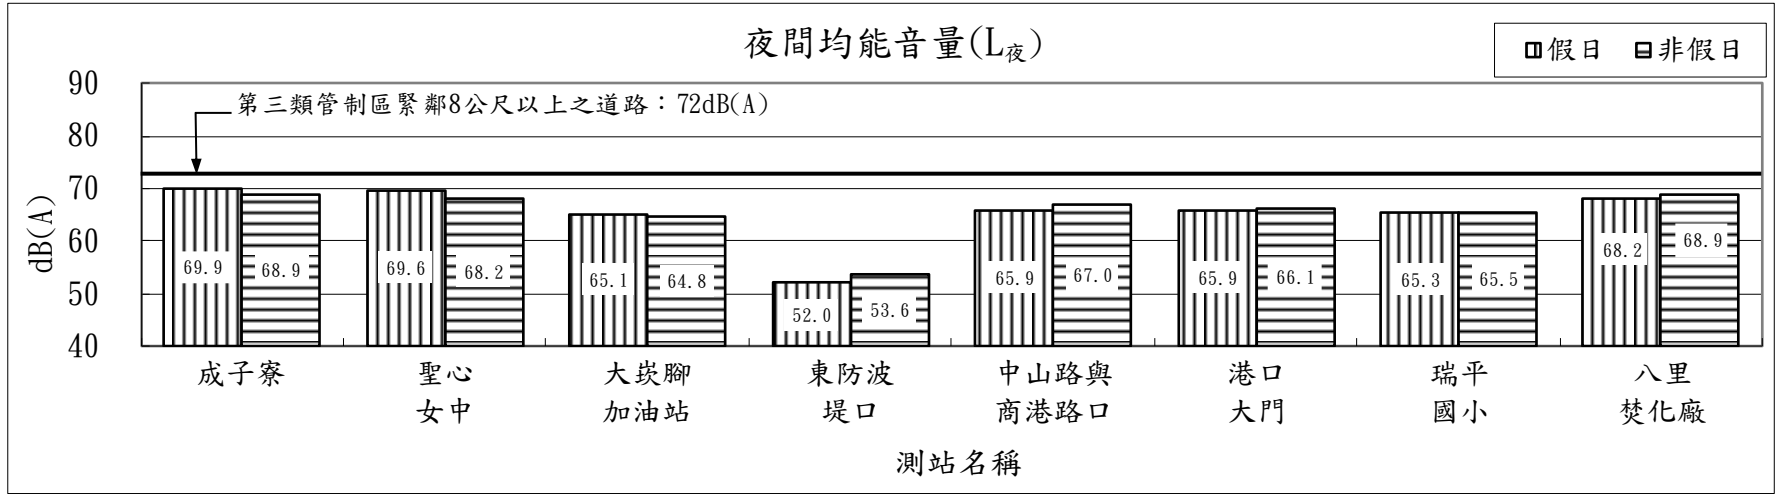 夜間均能音量(L夜)
假日 非假日
第三類管制區緊鄰8公尺以上之道路：72dB(A)
90
80
70
60
50
40
dB(A)
69.9 68.9 69.6 68.2 65.1 64.8 52.0 53.6 65.9 67.0 65.9 66.1 65.3 65.5 68.2 68.9
成子寮 聖心 大崁腳 東防波 中山路與 港口 瑞平 八里
女中 加油站 堤口 商港路口 大門 國小 焚化廠
測站名稱